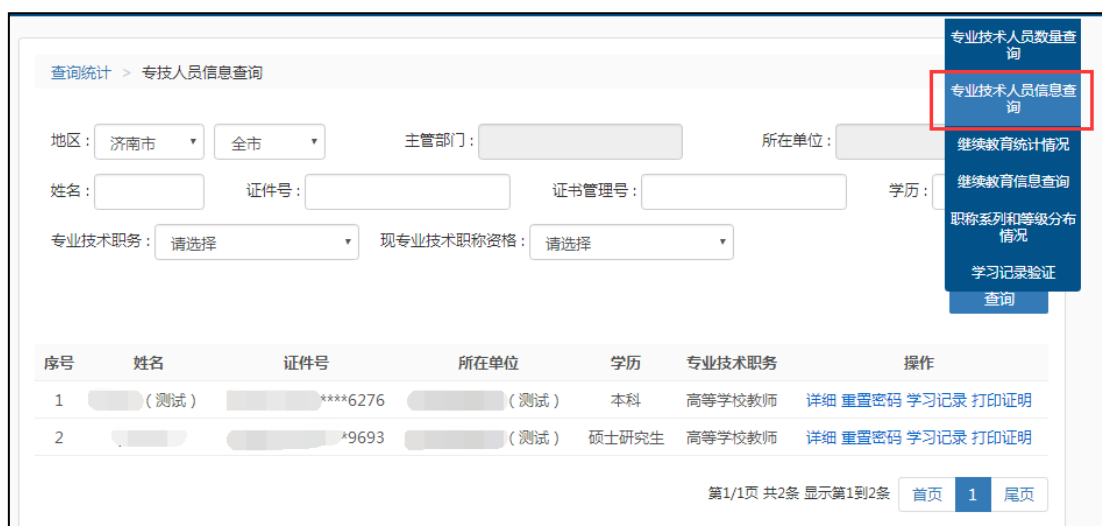 专业技术人员数量查
询
查询统计 > 专技人员信息查询
专业技术人员信息查
询
地区： 济南市 全市 主管部门： 所在单位：
继续教育统计情况
姓名： 证件号： 证书管理号： 学历：
继续教育信息查询
职称系列和等级分布
情况
专业技术职务： 请选择 现专业技术职称资格： 请选择
学习记录验证
查询
序号 姓名 证件号 所在单位 学历 专业技术职务 操作
1 （测试） ****6276 （测试） 本科 高等学校教师 详细 重置密码 学习记录 打印证明
2 *9693 （测试） 硕士研究生 高等学校教师 详细 重置密码 学习记录 打印证明
第1/1页 共2条 显示第1到2条 首页 1 尾页